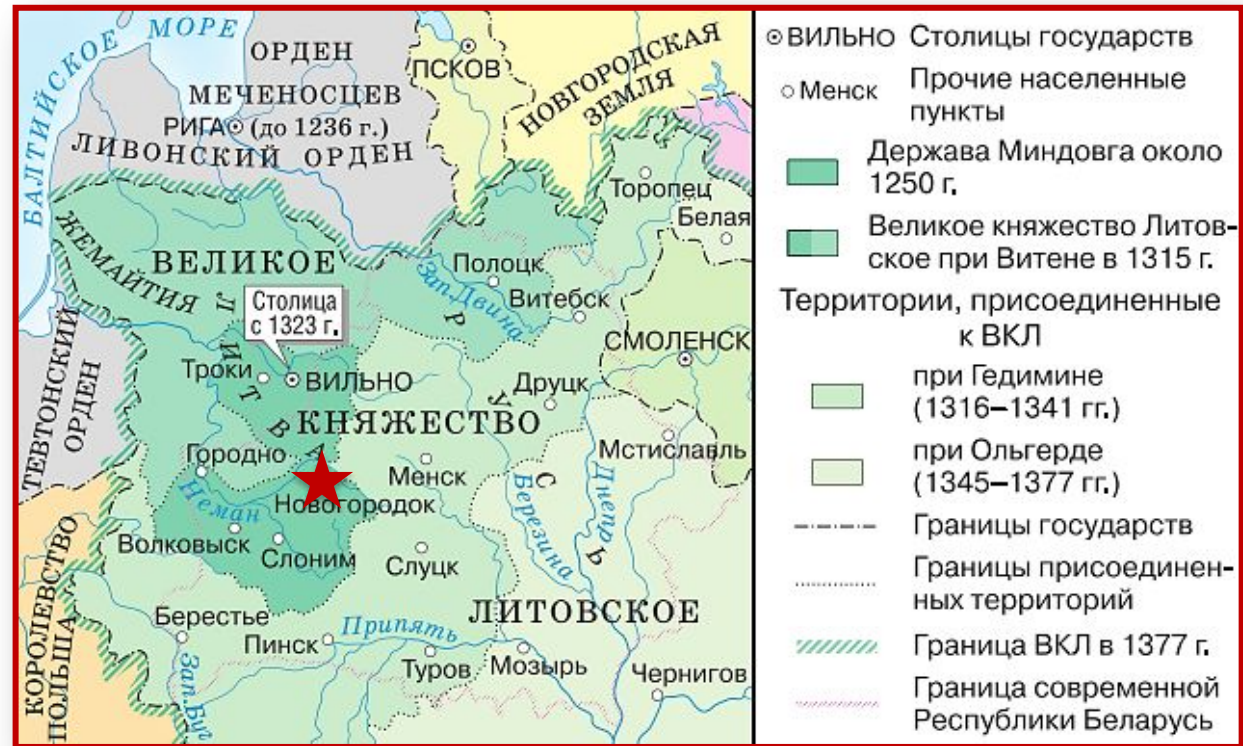 БАЛТИЙСКОЕ МОРЕ
ОРДЕН
МЕЧЕНОСЦЕВ
РИГА (до 1236 г.)
ЛИВОНСКИЙ ОРДЕН
ПСКОВ
НОВГОРОДСКАЯ
ЗЕМЛЯ
Торопец
Белая
ЖЕМАЙТИЯ
ВЕЛИКОЕ
Полоцк
Зап. Двина
Витебск
Столица
с 1323 г.
ЛИТВА
РУСЬ
СМОЛЕНСК
Троки
ВИЛЬНО
Друцк
КНЯЖЕСТВО
ТЕВТОНСКИЙ
ОРДЕН
Мстиславль
Городно
Менск
Неман
Новогородок
Березина
Днепр
Волковыск
Слоним
Слуцк
КОРОЛЕВСТВО
ПОЛЬША
ЛИТОВСКОЕ
Берестье
Пинск
Припять
Туров
Мозырь
Чернигов
Зап. Буг
ВИЛЬНО Столицы государств
Менск Прочие населенные
пункты
Держава Миндовга около
1250 г.
Великое княжество Литов-
ское при Витене в 1315 г.
Территории, присоединенные
к ВКЛ
при Гедимине
(1316–1341 гг.)
при Ольгерде
(1345–1377 гг.)
Границы государств
Границы присоединен-
ных территорий
Граница ВКЛ в 1377 г.
Граница современной
Республики Беларусь